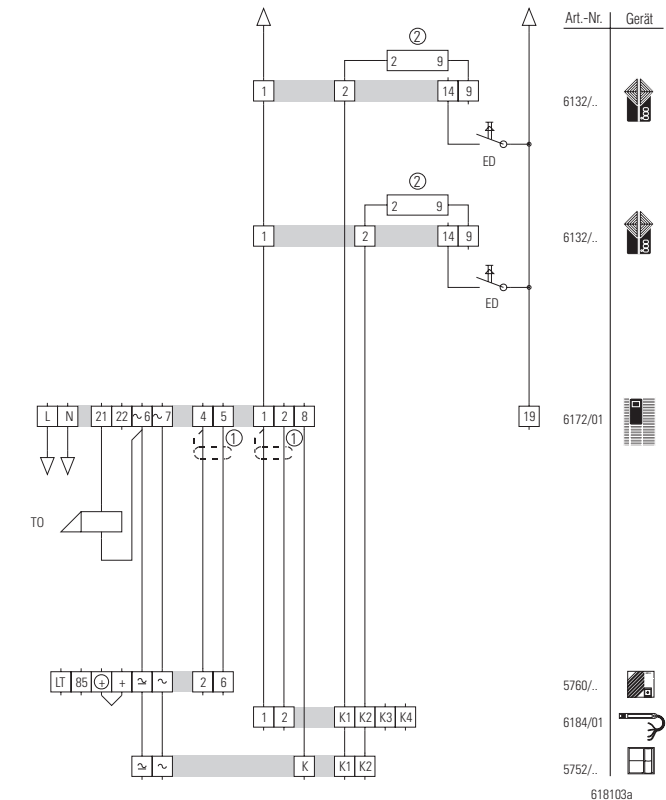 Art.-Nr. Gerät
② 
2 9
1 2 14 9 6132/..
ED
②
2 9
1 2 14 9 6132/..
ED
L N 21 22 ~6 ~7 4 5 1 2 8 19 6172/01
① ①
TO
LT 85 + + ~ ~ 2 6 5760/..
1 2 K1 K2 K3 K4 6184/01
~ ~ K K1 K2 5752/..
618103a